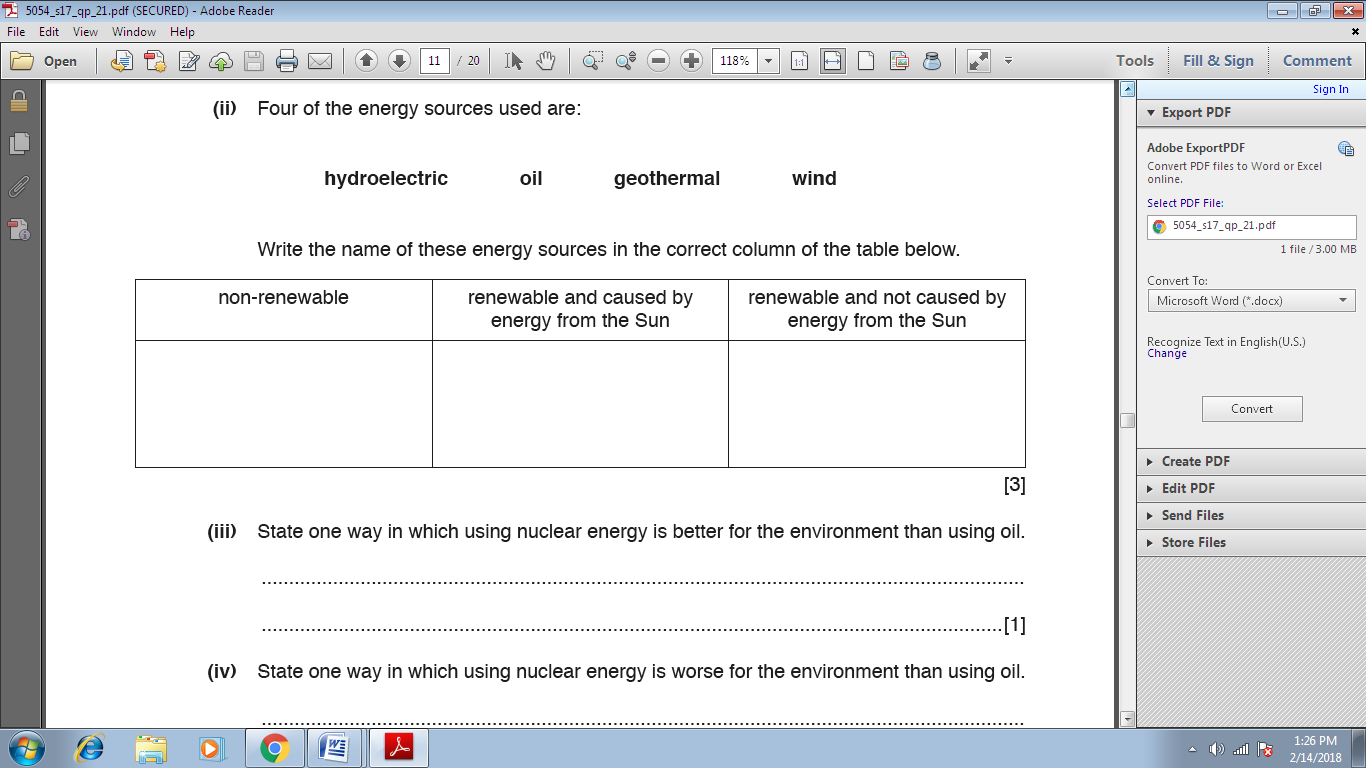 5054_s17_qp_21.pdf (SECURED) - Adobe Reader
File Edit View Window Help
Open 11 / 20 118% Tools Fill & Sign Comment
Sign In
(ii) Four of the energy sources used are:
hydroelectric oil geothermal wind
Write the name of these energy sources in the correct column of the table below.
non-renewable
renewable and caused by
energy from the Sun
renewable and not caused by
energy from the Sun
[3]
(iii) State one way in which using nuclear energy is better for the environment than using oil.
..........................................................................................................................................
......................................................................................................................................[1]
(iv) State one way in which using nuclear energy is worse for the environment than using oil.
..........................................................................................................................................
Export PDF
Adobe ExportPDF
Convert PDF files to Word or Excel
online.
Select PDF File:
5054_s17_qp_21.pdf
1 file / 3.00 MB
Convert To:
Microsoft Word (*.docx)
Recognize Text in English(U.S.)
Change
Convert
Create PDF
Edit PDF
Send Files
Store Files
1:26 PM
2/14/2018